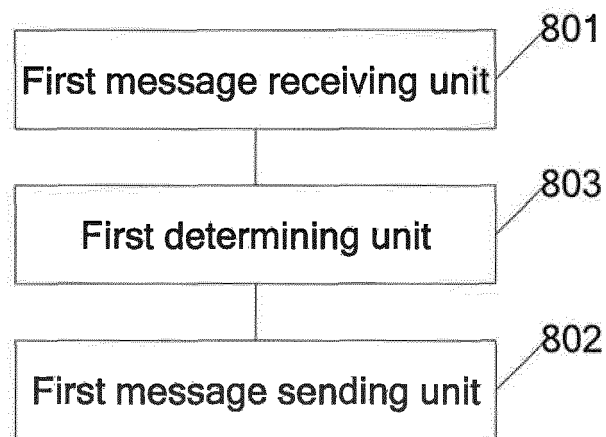 801
First message receiving unit
803
First determining unit
802
First message sending unit